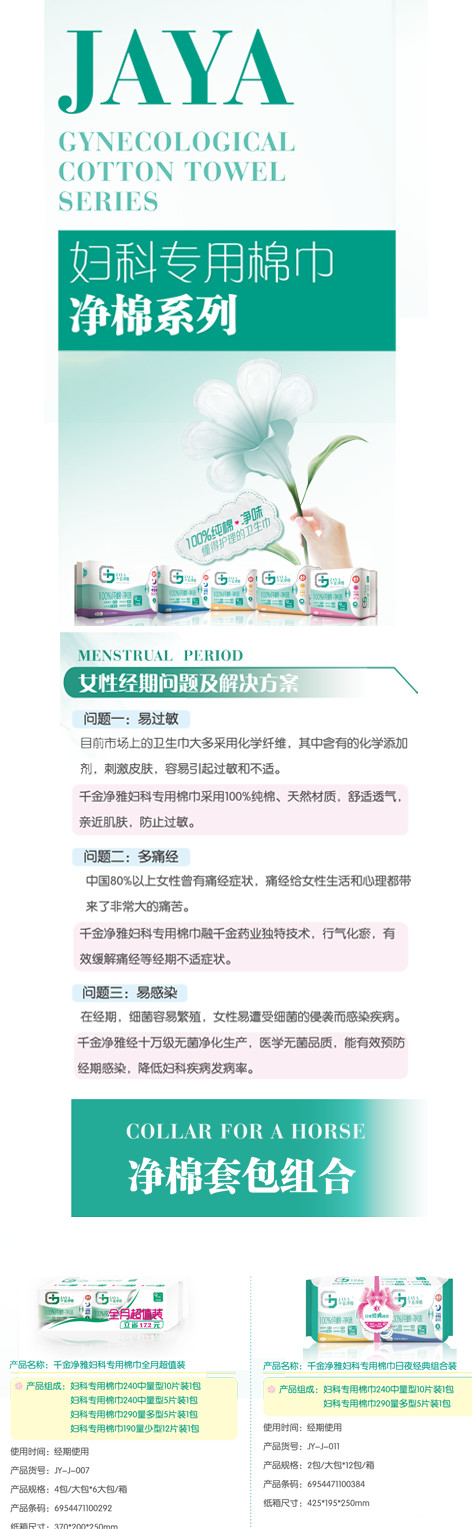 JAYA
GYNECOLOGICAL
COTTON TOWEL
SERIES
妇科专用棉巾
净棉系列
100%纯棉 净味
懂得护理的卫生巾
MENSTRUAL PERIOD
女性经期问题及解决方案
问题一：易过敏
目前市场上的卫生巾大多采用化学纤维，其中含有的化学添加
剂，刺激皮肤，容易引起过敏和不适。
千金净雅妇科专用棉巾采用100%纯棉、天然材质，舒适透气，
亲近肌肤，防止过敏。
问题二：多痛经
中国80%以上女性曾有痛经症状，痛经给女性生活和心理都带
来了非常大的痛苦。
千金净雅妇科专用棉巾融千金药业独特技术，行气化瘀，有
效缓解痛经等经期不适症状。
问题三：易感染
在经期，细菌容易繁殖，女性易遭受细菌的侵袭而感染疾病。
千金净雅经十万级无菌净化生产，医学无菌品质，能有效预防
经期感染，降低妇科疾病发病率。
COLLAR FOR A HORSE
净棉套包组合
全月超值装
立省17.2元
产品名称：千金净雅妇科专用棉巾全月超值装
产品组成：妇科专用棉巾240中量型10片装1包
妇科专用棉巾240中量型5片装1包
妇科专用棉巾290量多型5片装1包
妇科专用棉巾190量少型12片装1包
使用时间：经期使用
产品货号：JY-J-007
产品规格：4包/大包*6大包/箱
产品条码：6954471100292
纸箱尺寸：370*200*250mm
产品名称：千金净雅妇科专用棉巾日夜经典组合装
产品组成：妇科专用棉巾240中量型10片装1包
妇科专用棉巾290量多型5片装1包
使用时间：经期使用
产品货号：JY-J-011
产品规格：2包/大包*12包/箱
产品条码：6954471100384
纸箱尺寸：425*195*250mm